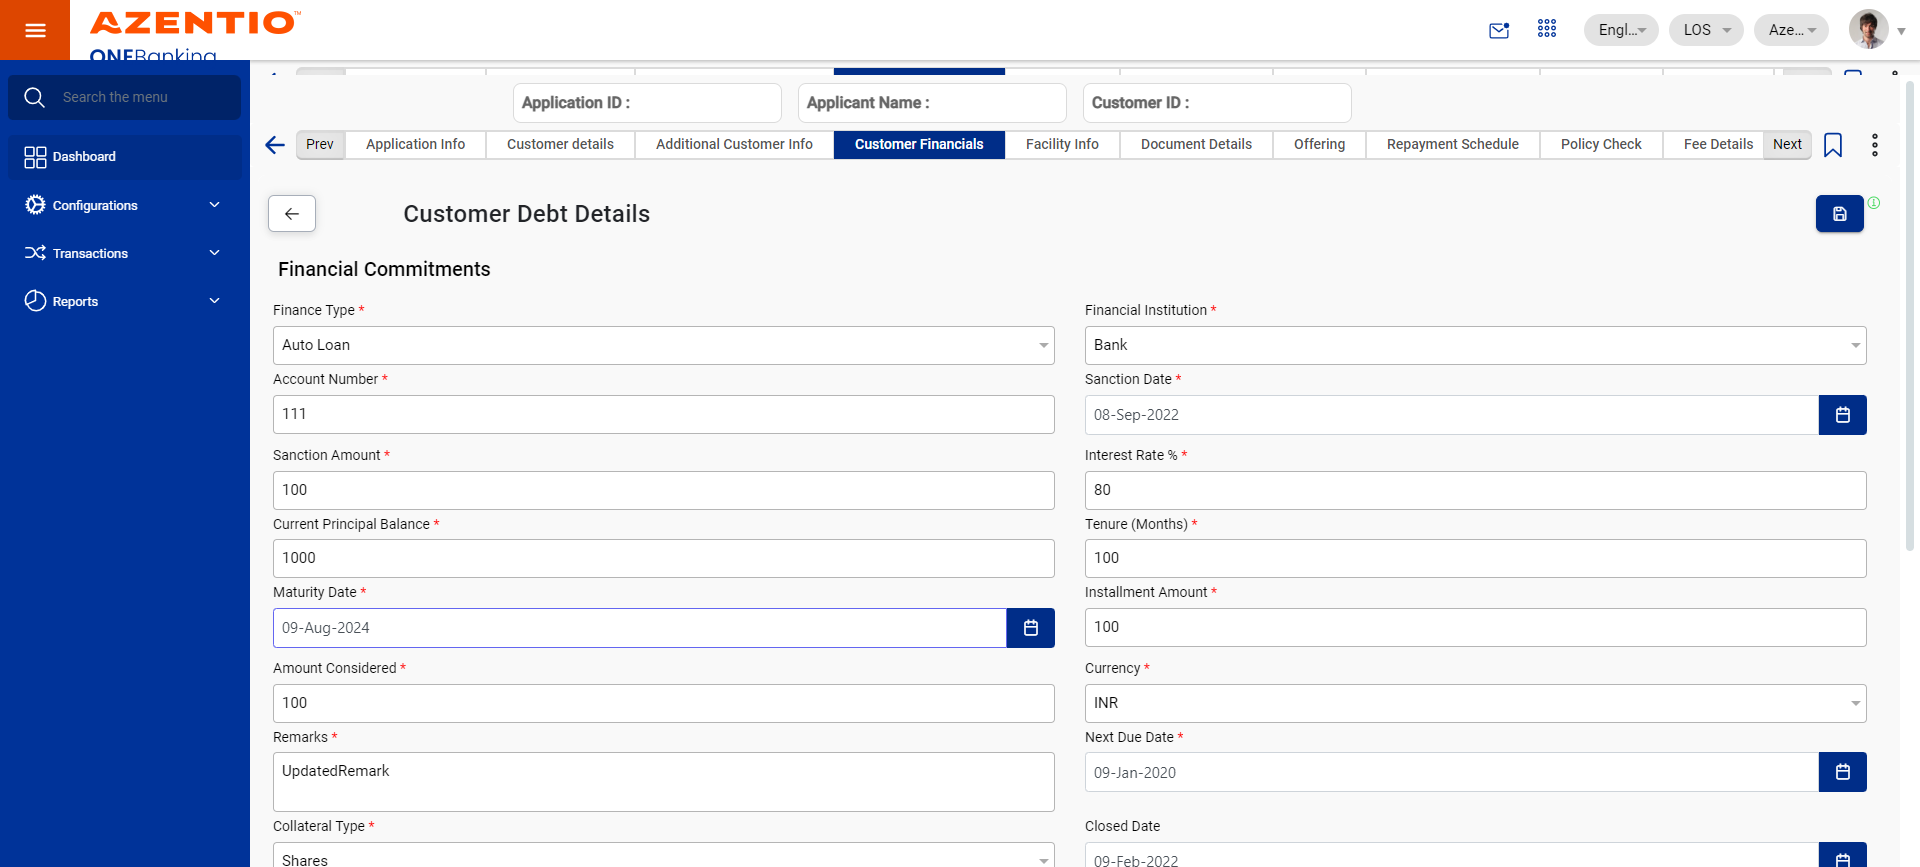 AZENTIO™
ONEBanking
Engl...
LOS
Aze...
Search the menu
Dashboard
Configurations
Transactions
Reports
Application ID :
Applicant Name :
Customer ID :
Prev
Application Info
Customer details
Additional Customer Info
Customer Financials
Facility Info
Document Details
Offering
Repayment Schedule
Policy Check
Fee Details
Next
Customer Debt Details
Financial Commitments
Finance Type *
Financial Institution *
Auto Loan
Bank
Account Number *
Sanction Date *
111
08-Sep-2022
Sanction Amount *
Interest Rate % *
100
80
Current Principal Balance *
Tenure (Months) *
1000
100
Maturity Date *
Installment Amount *
09-Aug-2024
100
Amount Considered *
Currency *
100
INR
Remarks *
Next Due Date *
UpdatedRemark
09-Jan-2020
Collateral Type *
Closed Date
Shares
09-Feb-2022